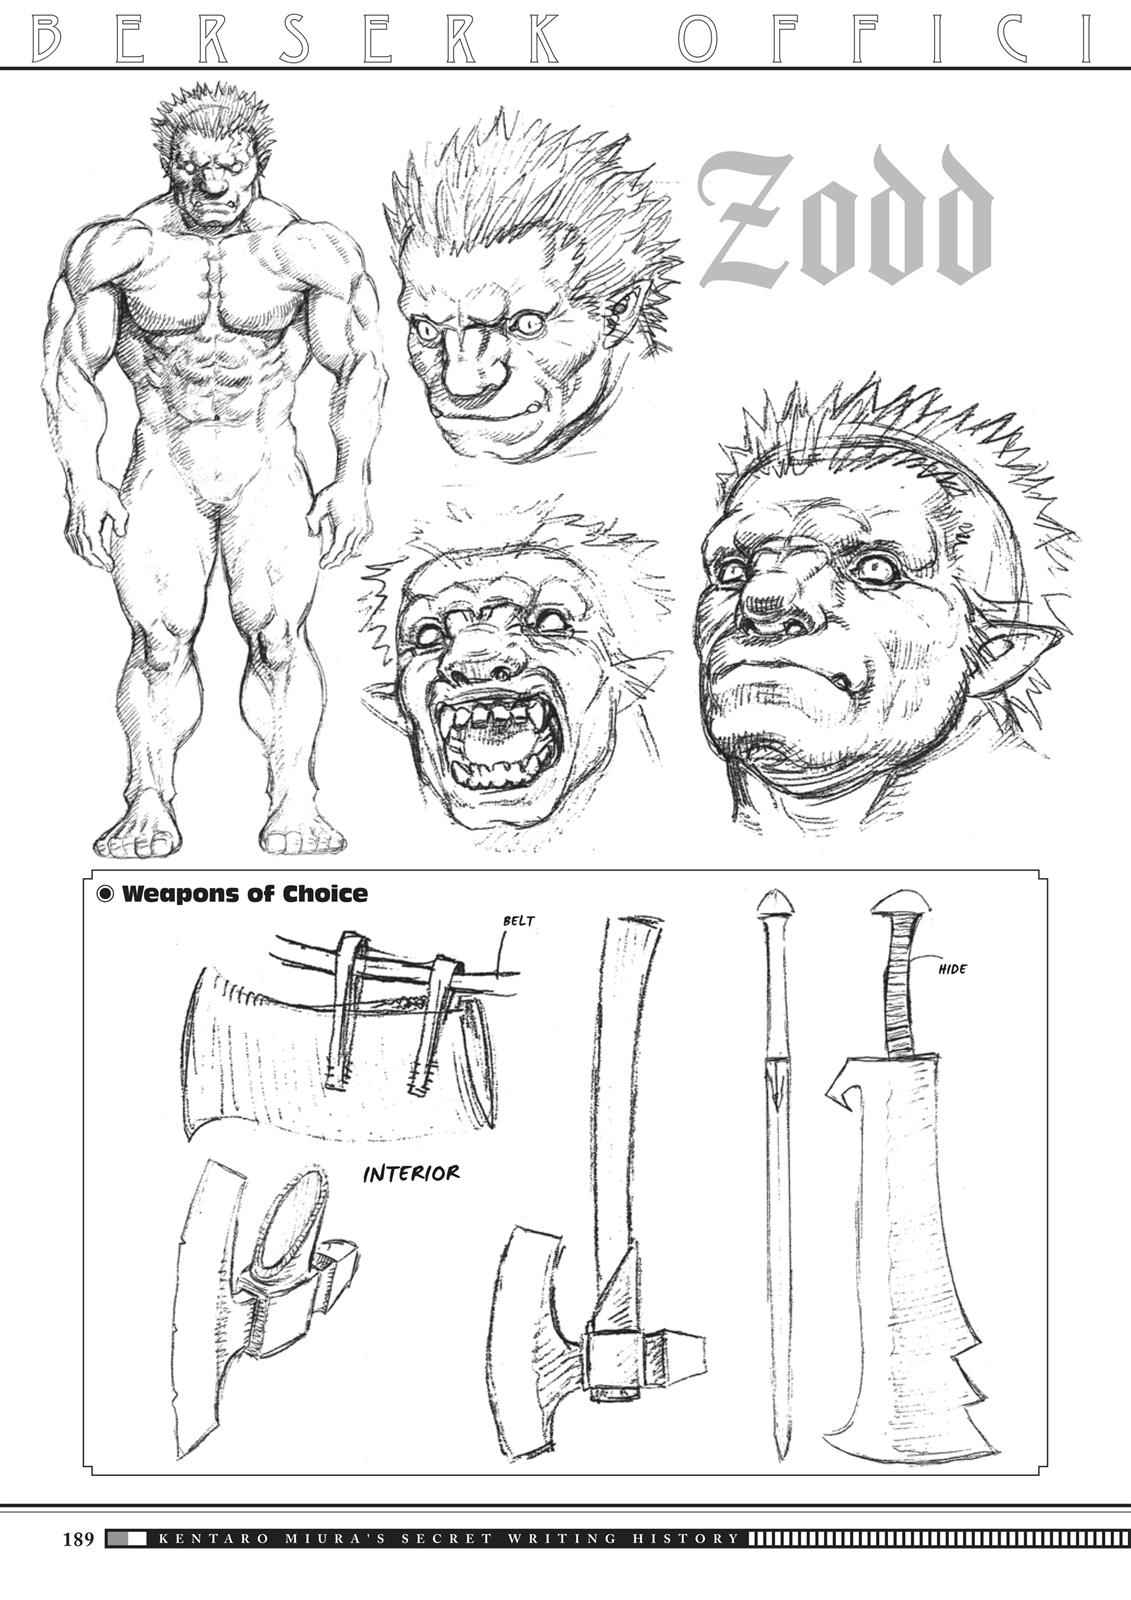 BERSERK OFFICI
Zodd
Weapons of Choice
BELT
HIDE
INTERIOR
189 KENTARO MIURA'S SECRET WRITING HISTORY